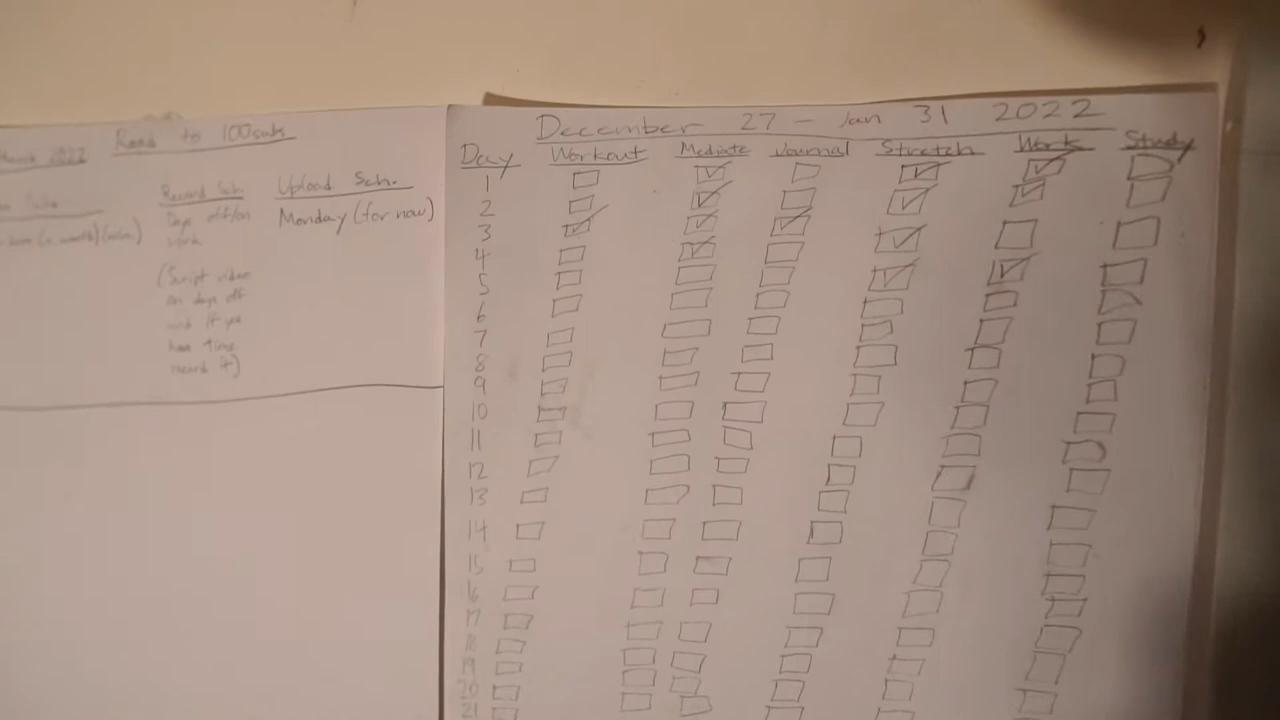 March 2022 Road to 100subs
Record Sch. Upload Sch.
Days off/on Monday (for now)
work
(Script video
on days off
and If you
have time
record it)
December 27 - Jan 31 2022
Day Workout Mediate Journal Stretch Work Study
1
2
3
4
5
6
7
8
9
10
11
12
13
14
15
16
17
18
19
20
21